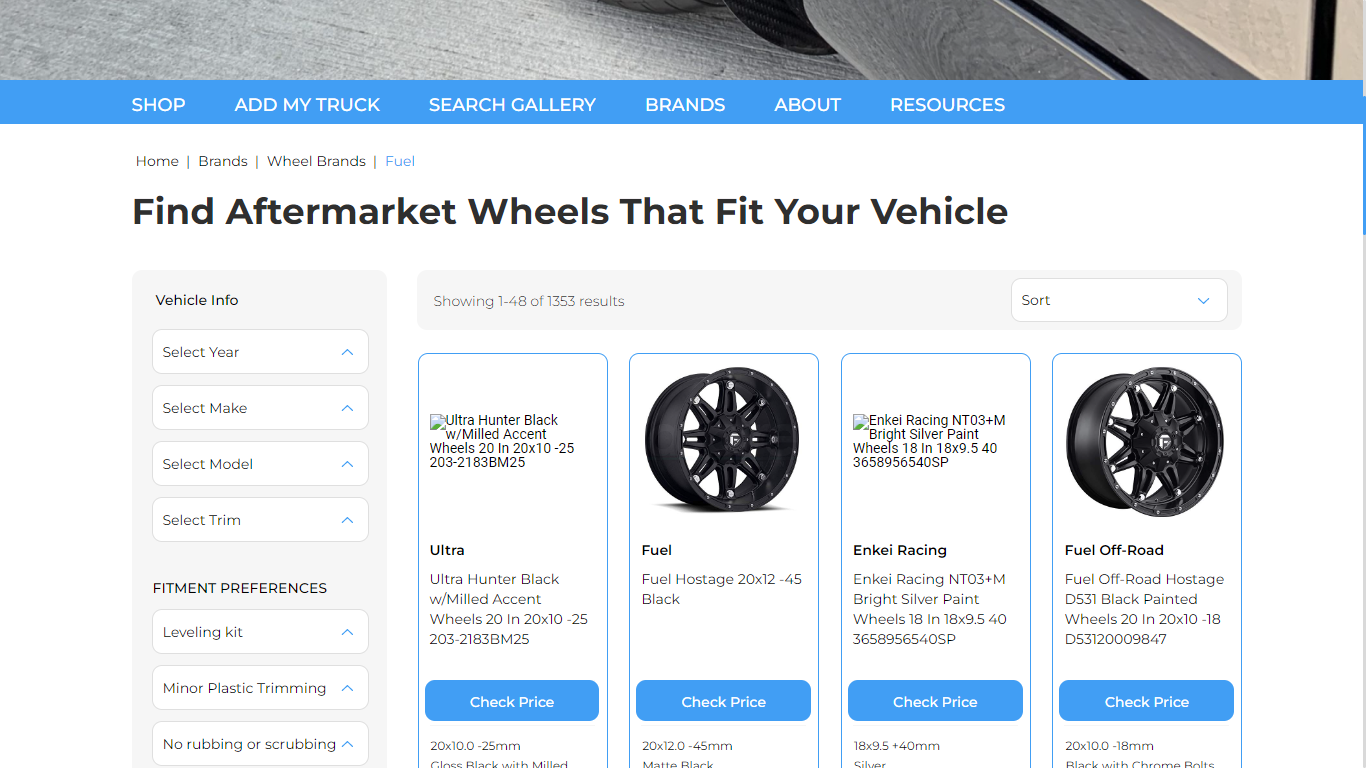 SHOP ADD MY TRUCK SEARCH GALLERY BRANDS ABOUT RESOURCES
Home | Brands | Wheel Brands | Fuel
Find Aftermarket Wheels That Fit Your Vehicle
Vehicle Info
Select Year
Select Make
Select Model
Select Trim
FITMENT PREFERENCES
Leveling kit
Minor Plastic Trimming
No rubbing or scrubbing
Showing 1-48 of 1353 results
Sort
Ultra Hunter Black
w/Milled Accent
Wheels 20 In 20x10 -25
203-2183BM25
Ultra
Ultra Hunter Black
w/Milled Accent
Wheels 20 In 20x10 -25
203-2183BM25
Check Price
20x10.0 -25mm
Gloss Black with Milled
Fuel
Fuel Hostage 20x12 -45
Black
Check Price
20x12.0 -45mm
Matte Black
Enkei Racing NT03+M
Bright Silver Paint
Wheels 18 In 18x9.5 40
3658956540SP
Enkei Racing
Enkei Racing NT03+M
Bright Silver Paint
Wheels 18 In 18x9.5 40
3658956540SP
Check Price
18x9.5 +40mm
Silver
Fuel Off-Road
Fuel Off-Road Hostage
D531 Black Painted
Wheels 20 In 20x10 -18
D53120009847
Check Price
20x10.0 -18mm
Black with Chrome Bolts